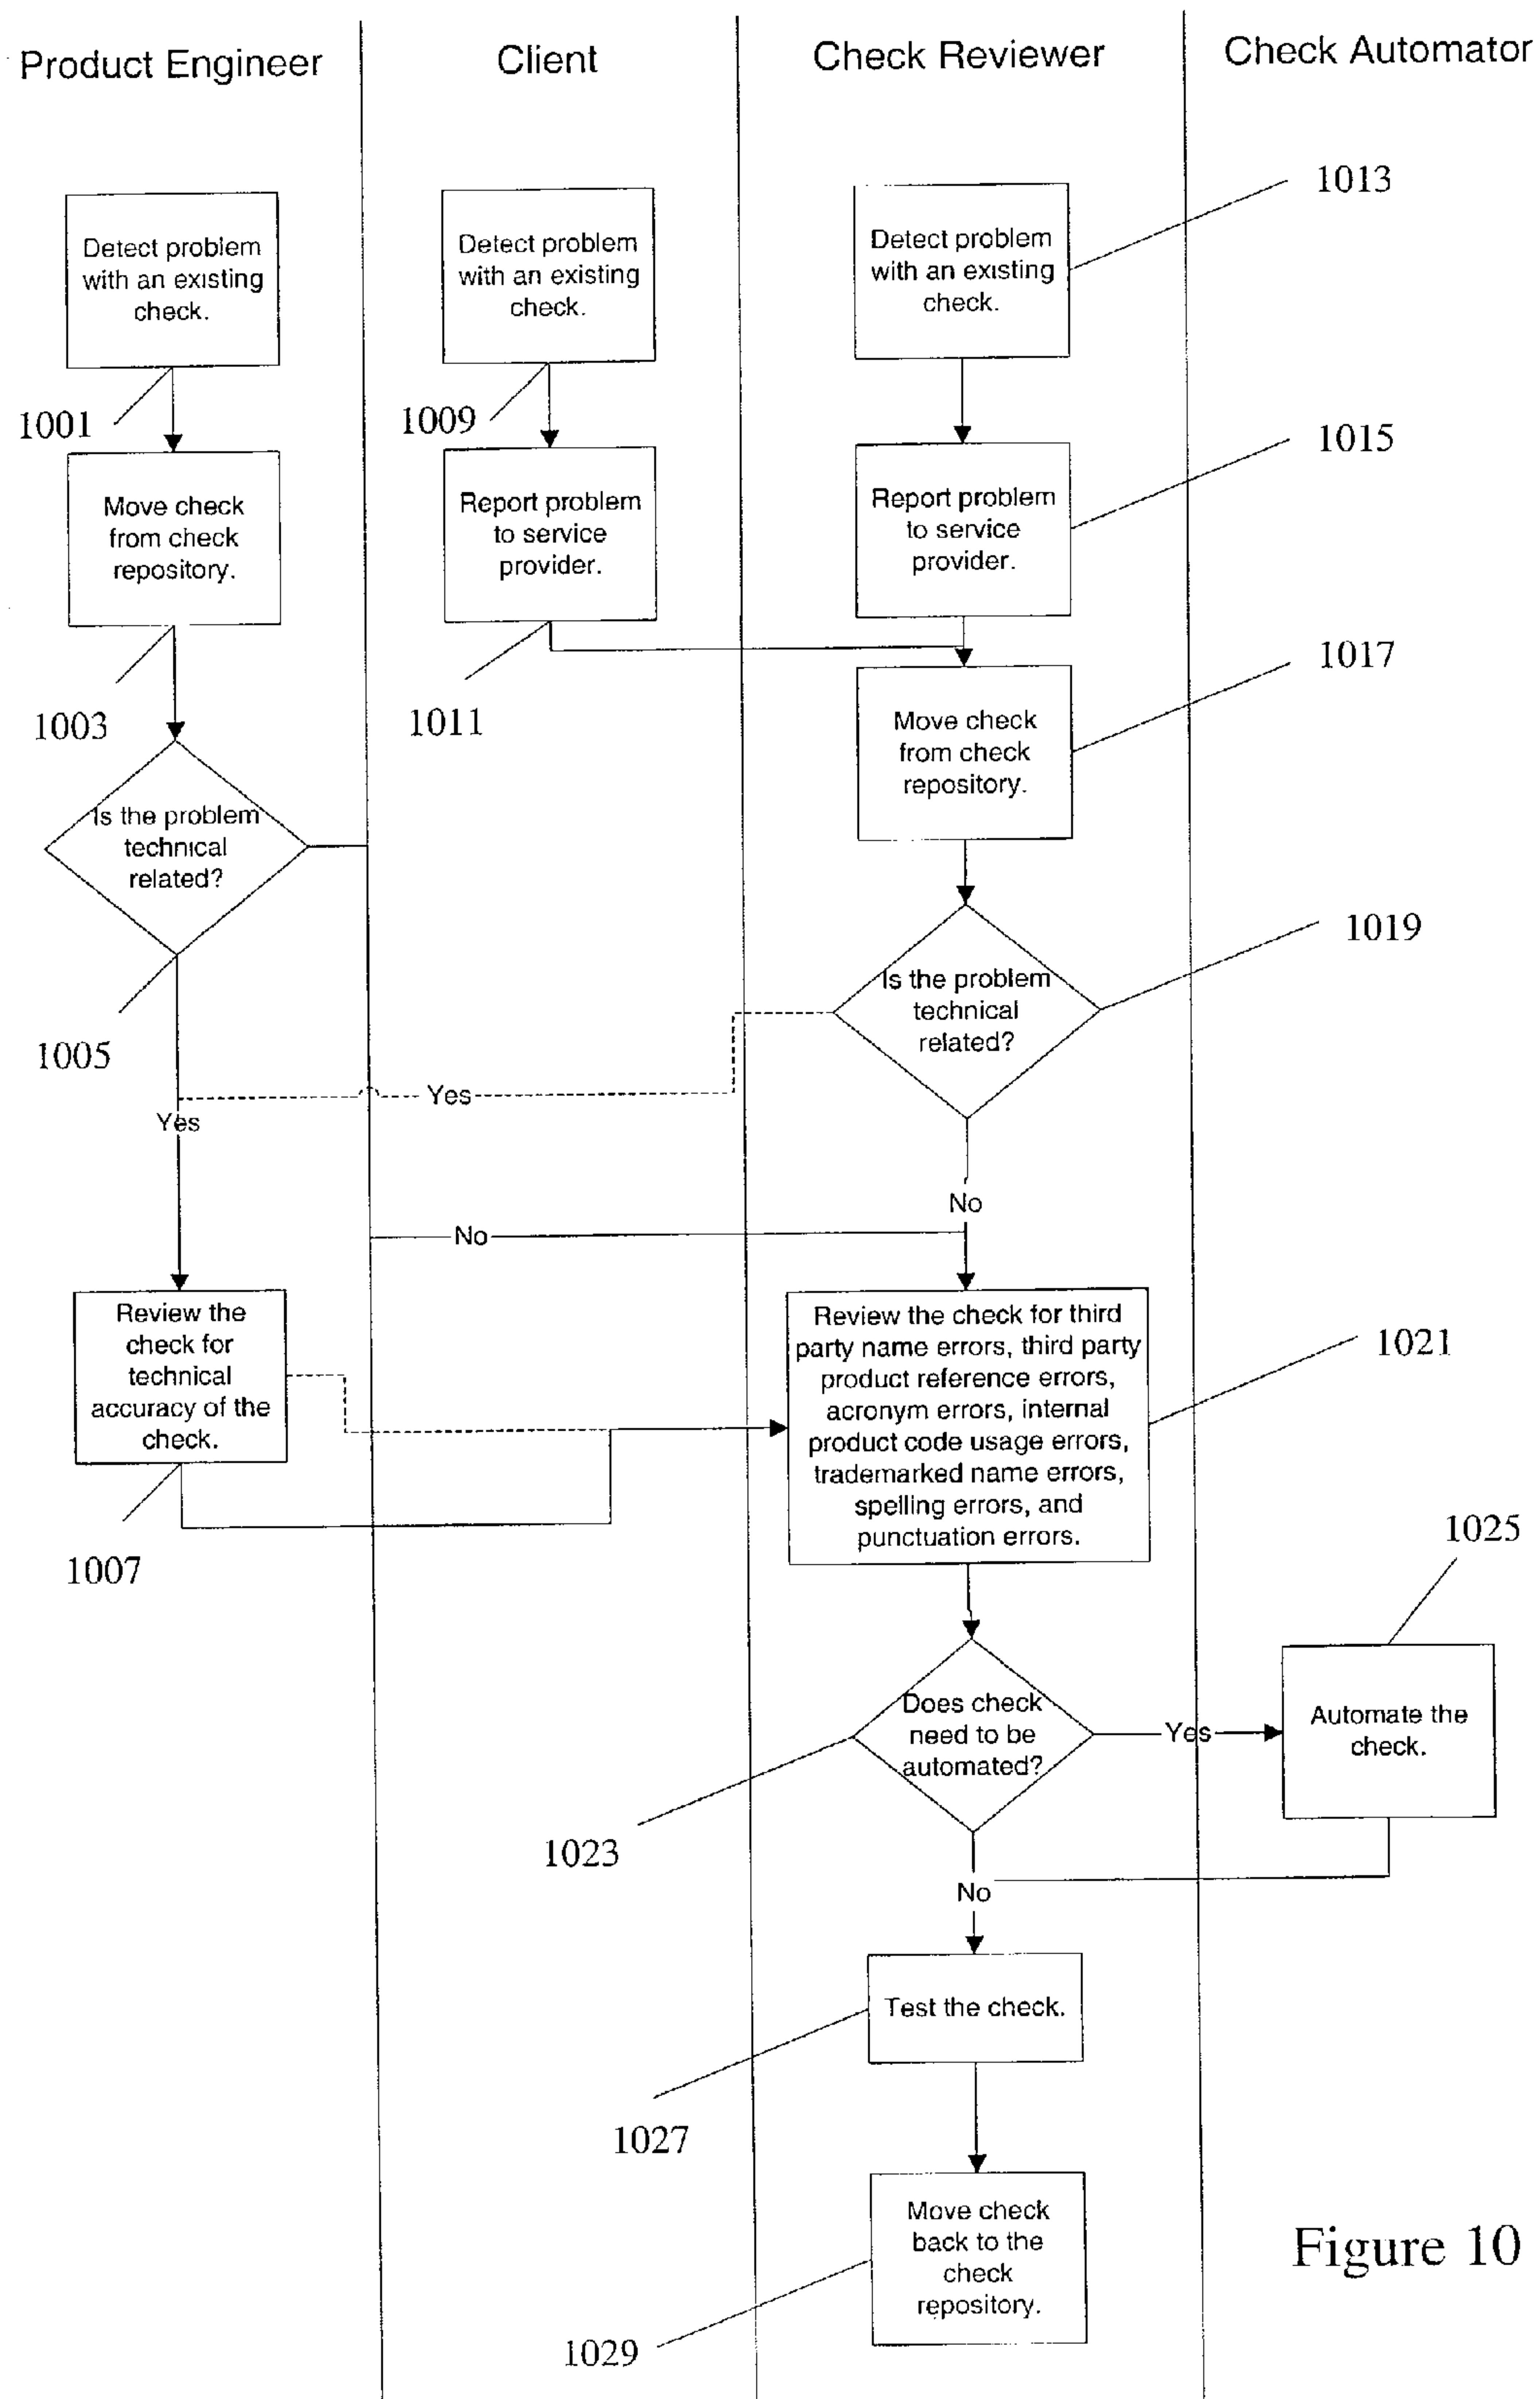 Product Engineer
Client
Check Reviewer
Check Automator
Detect problem
with an existing
check.
1001
Move check
from check
repository.
1003
Is the problem
technical
related?
1005
Yes
Review the
check for
technical
accuracy of the
check.
1007
Detect problem
with an existing
check.
1009
Report problem
to service
provider.
1011
Yes
No
Detect problem
with an existing
check.
1013
Report problem
to service
provider.
1015
Move check
from check
repository.
1017
Is the problem
technical
related?
1019
No
Review the check for third
party name errors, third party
product reference errors,
acronym errors, internal
product code usage errors,
trademarked name errors,
spelling errors, and
punctuation errors.
1021
Does check
need to be
automated?
1023
Yes
Automate the
check.
1025
No
Test the check.
1027
Move check
back to the
check
repository.
1029
Figure 10